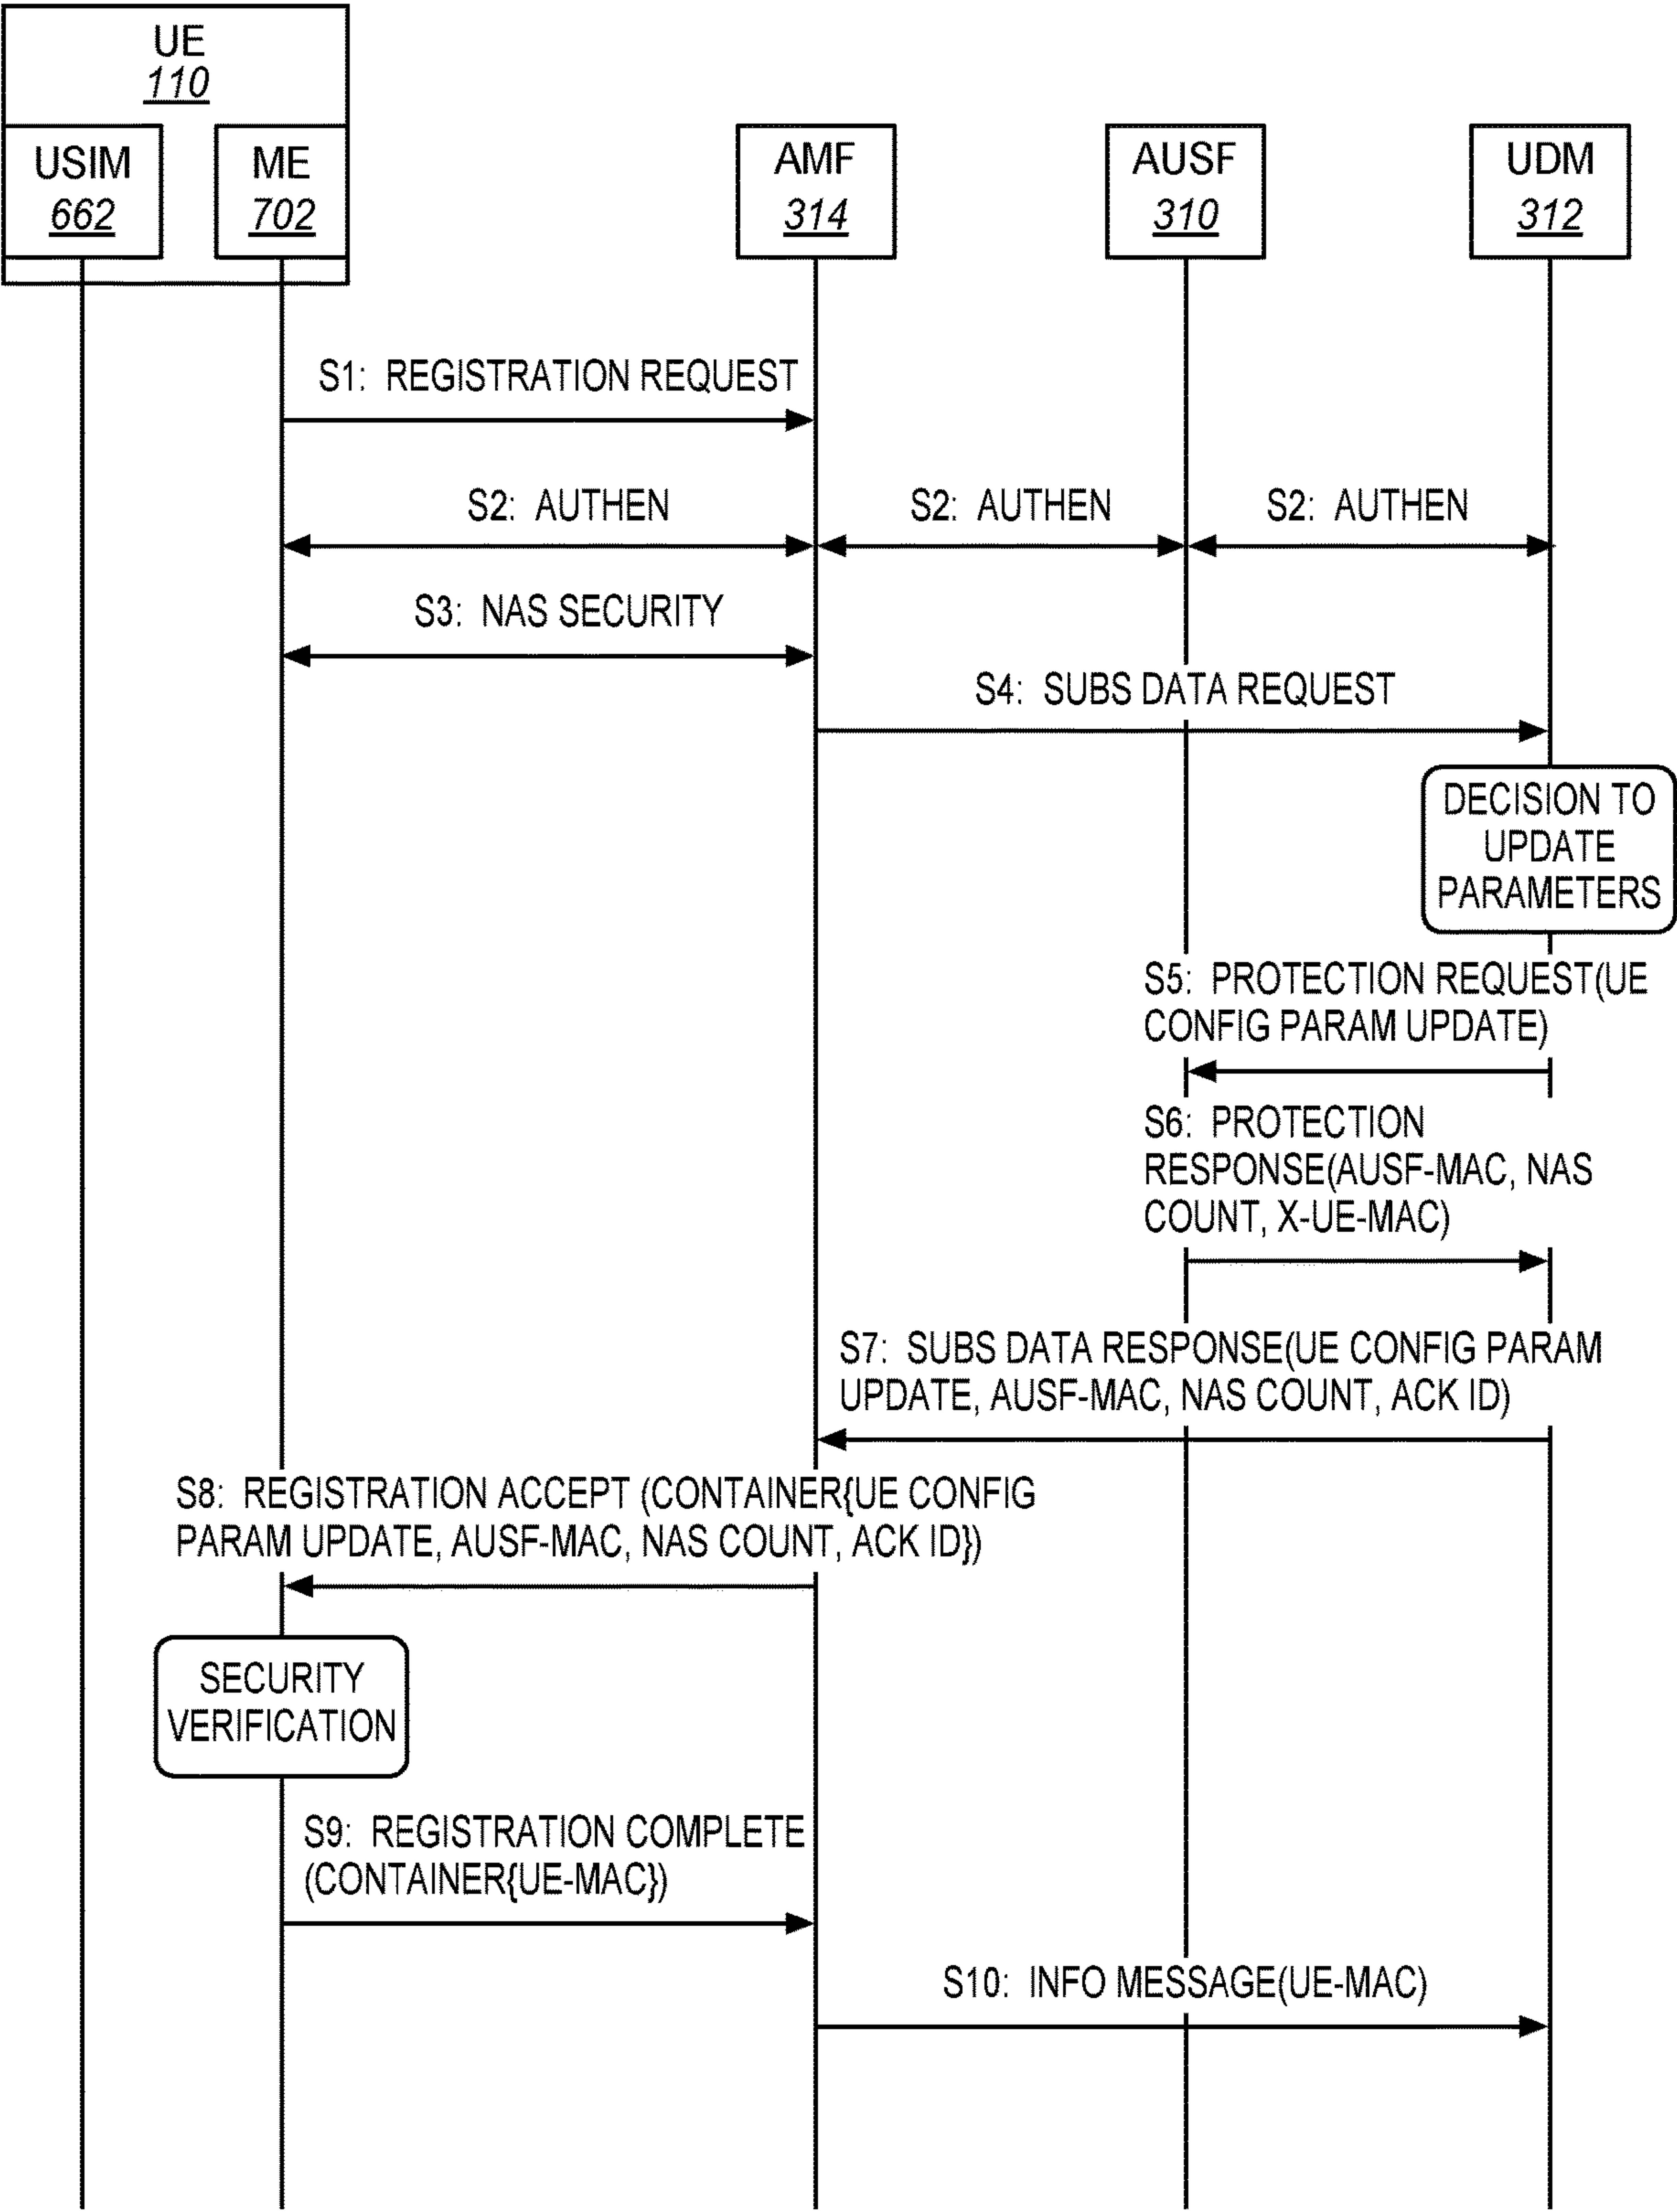 UE
110
USIM
662
ME
702
AMF
314
AUSF
310
UDM
312
S1: REGISTRATION REQUEST
S2: AUTHEN
S2: AUTHEN
S2: AUTHEN
S3: NAS SECURITY
S4: SUBS DATA REQUEST
DECISION TO
UPDATE
PARAMETERS
S5: PROTECTION REQUEST(UE
CONFIG PARAM UPDATE)
S6: PROTECTION
RESPONSE(AUSF-MAC, NAS
COUNT, X-UE-MAC)
S7: SUBS DATA RESPONSE(UE CONFIG PARAM
UPDATE, AUSF-MAC, NAS COUNT, ACK ID)
S8: REGISTRATION ACCEPT (CONTAINER{UE CONFIG
PARAM UPDATE, AUSF-MAC, NAS COUNT, ACK ID})
SECURITY
VERIFICATION
S9: REGISTRATION COMPLETE
(CONTAINER{UE-MAC})
S10: INFO MESSAGE(UE-MAC)